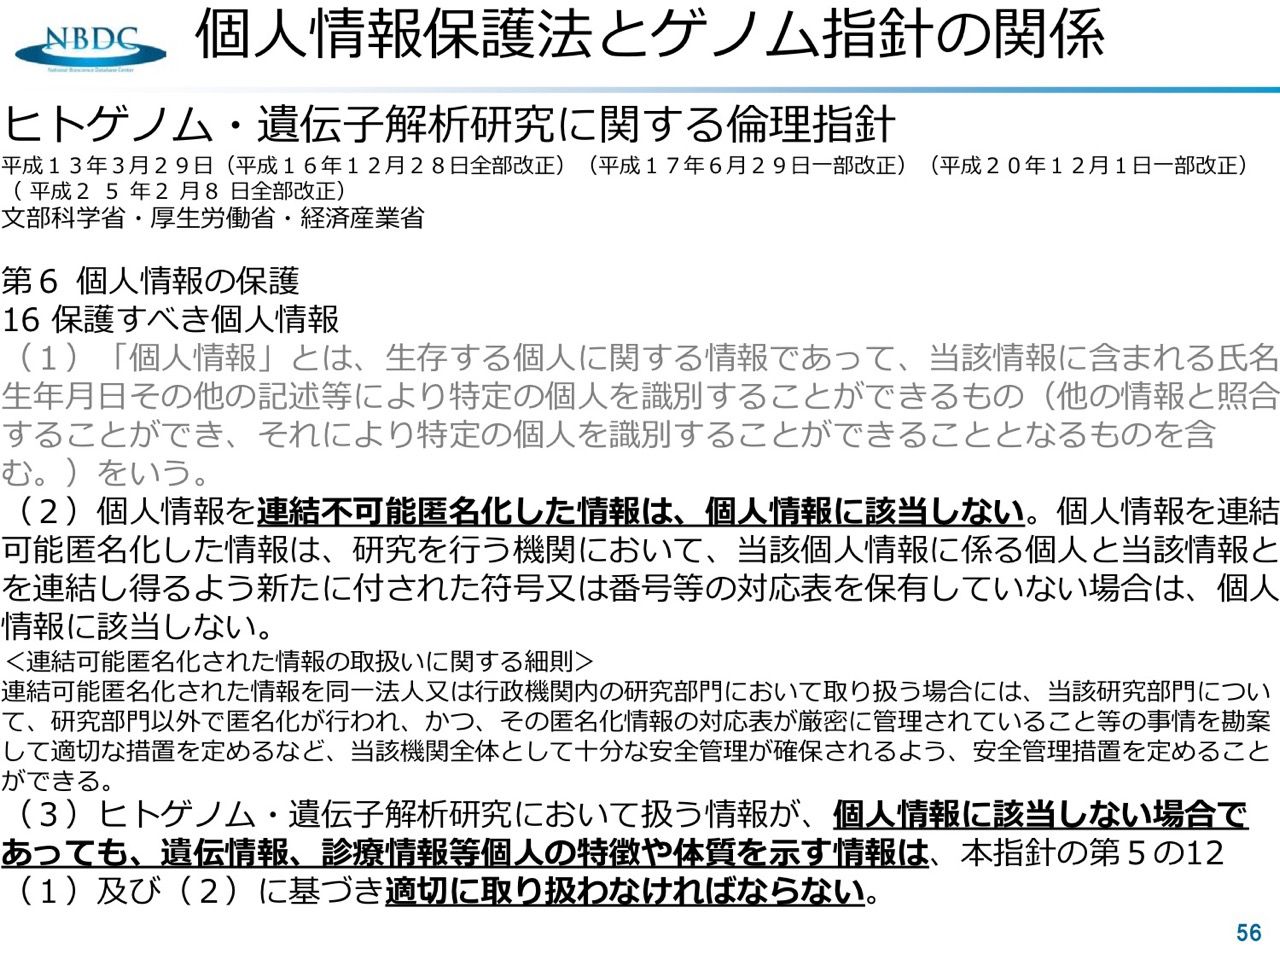 NBDC
National Bioscience Database Center
個人情報保護法とゲノム指針の関係
ヒトゲノム・遺伝子解析研究に関する倫理指針
平成１３年３月２９日（平成１６年１２月２８日全部改正）（平成１７年６月２９日一部改正）（平成２０年１２月１日一部改正）
（ 平成２ ５ 年２ 月８ 日全部改正）
文部科学省・厚生労働省・経済産業省
第６ 個人情報の保護
16 保護すべき個人情報
（１）「個人情報」とは、生存する個人に関する情報であって、当該情報に含まれる氏名
生年月日その他の記述等により特定の個人を識別することができるもの（他の情報と照合
することができ、それにより特定の個人を識別することができることとなるものを含
む。）をいう。
（２）個人情報を連結不可能匿名化した情報は、個人情報に該当しない。個人情報を連結
可能匿名化した情報は、研究を行う機関において、当該個人情報に係る個人と当該情報と
を連結し得るよう新たに付された符号又は番号等の対応表を保有していない場合は、個人
情報に該当しない。
＜連結可能匿名化された情報の取扱いに関する細則＞
連結可能匿名化された情報を同一法人又は行政機関内の研究部門において取り扱う場合には、当該研究部門につい
て、研究部門以外で匿名化が行われ、かつ、その匿名化情報の対応表が厳密に管理されていること等の事情を勘案
して適切な措置を定めるなど、当該機関全体として十分な安全管理が確保されるよう、安全管理措置を定めること
ができる。
（３）ヒトゲノム・遺伝子解析研究において扱う情報が、個人情報に該当しない場合で
あっても、遺伝情報、診療情報等個人の特徴や体質を示す情報は、本指針の第５の12
（１）及び（２）に基づき適切に取り扱わなければならない。
56